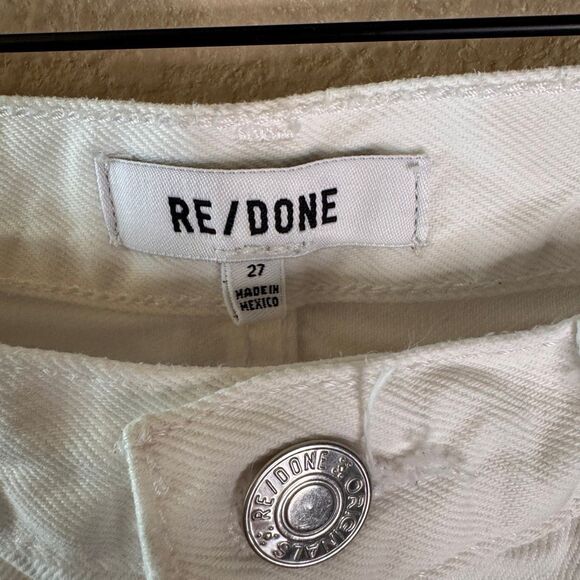 RE/DONE
27
MADE IN
MEXICO
RE/DONE & ORIGINALS